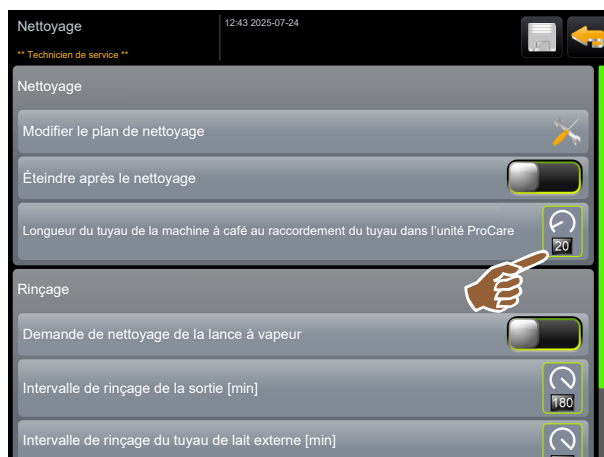 Nettoyage
12:43 2025-07-24
** Technicien de service **
Nettoyage
Modifier le plan de nettoyage
Éteindre après le nettoyage
Longueur du tuyau de la machine à café au raccordement du tuyau dans l'unité ProCare
20
Rinçage
Demande de nettoyage de la lance à vapeur
Intervalle de rinçage de la sortie [min]
180
Intervalle de rinçage du tuyau de lait externe [min]